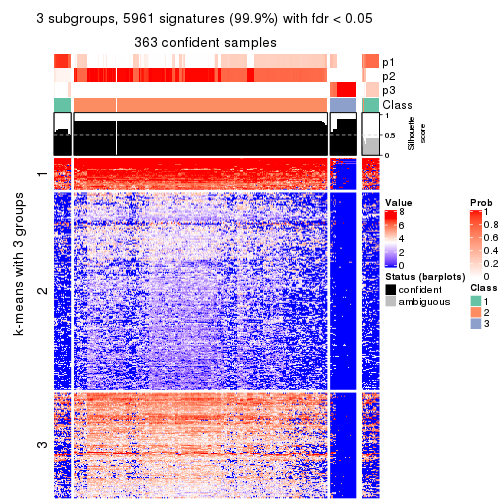 3 subgroups, 5961 signatures (99.9%) with fdr < 0.05
363 confident samples
p1
p2
p3
Class
1
0.5
0
Silhouette
score
k-means with 3 groups
1
2
3
Value
8
6
4
2
0
Status (barplots)
confident
ambiguous
Prob
1
0.8
0.6
0.4
0.2
0
Class
1
2
3